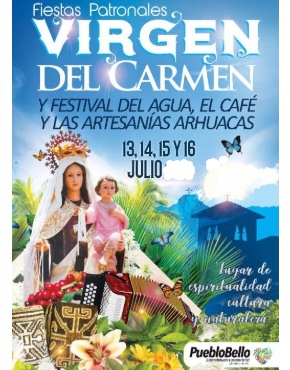 Fiestas Patronales
VIRGEN
DEL CARMEN
Y FESTIVAL DEL AGUA, EL CAFÉ
Y LAS ARTESANÍAS ARHUACAS
13, 14, 15 Y 16
JULIO
Lugar de
espiritualidad
cultura
y naturaleza
PuebloBello